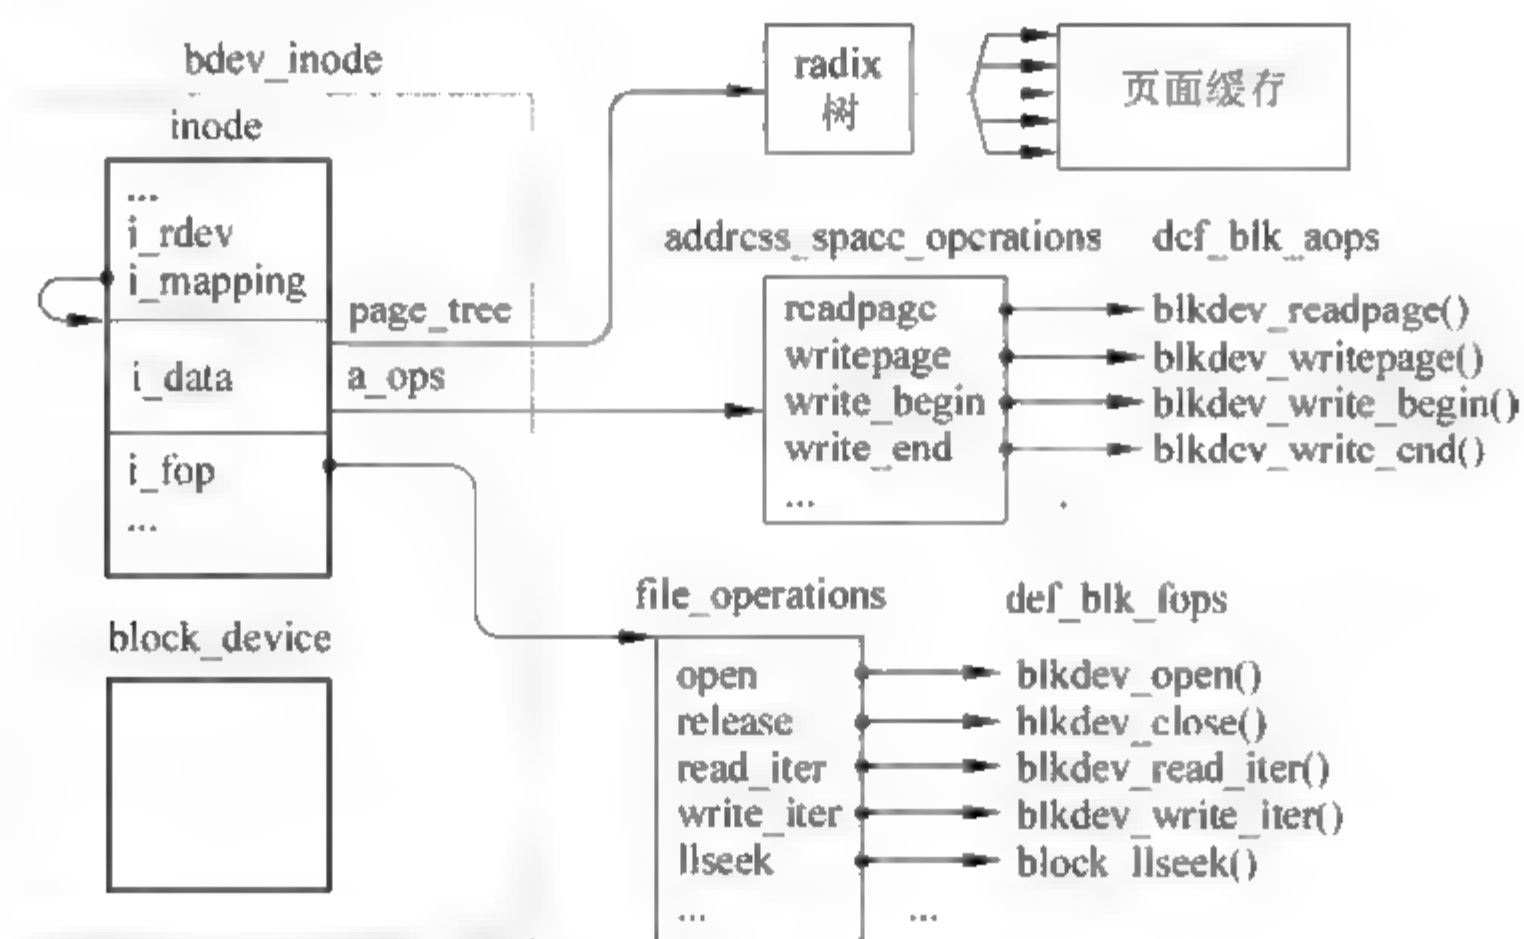 bdev_inode
inode
...
i_rdev
i_mapping
i_data
i_fop
...
block_device
page_tree
a_ops
radix
树
页面缓存
address_space_operations
readpage
writepage
write_begin
write_end
...
def_blk_aops
blkdev_readpage()
blkdev_writepage()
blkdev_write_begin()
blkdev_write_end()
file_operations
open
release
read_iter
write_iter
llseek
...
def_blk_fops
blkdev_open()
blkdev_close()
blkdev_read_iter()
blkdev_write_iter()
block_llseek()
...